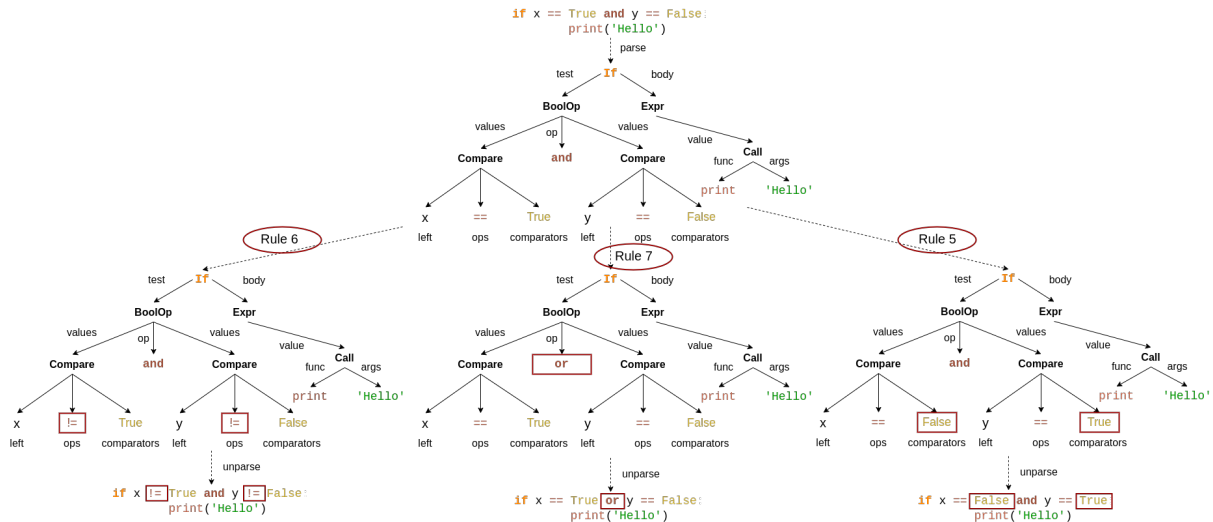 if x == True and y == False:
print('Hello')
parse
test If body
BoolOp Expr
values op values value
Compare and Compare Call
func args
print 'Hello'
x == True y == False
left ops comparators left ops comparators
Rule 6 Rule 7 Rule 5
test If body
BoolOp Expr
values op values value
Compare and Compare Call
func args
print 'Hello'
x != True y != False
left ops comparators left ops comparators
unparse
if x != True and y != False:
print('Hello')
test If body
BoolOp Expr
values op values value
Compare or Compare Call
func args
print 'Hello'
x == True y == False
left ops comparators left ops comparators
unparse
if x == True or y == False:
print('Hello')
test If body
BoolOp Expr
values op values value
Compare and Compare Call
func args
print 'Hello'
x == False y == True
left ops comparators left ops comparators
unparse
if x == False and y == True
print('Hello')